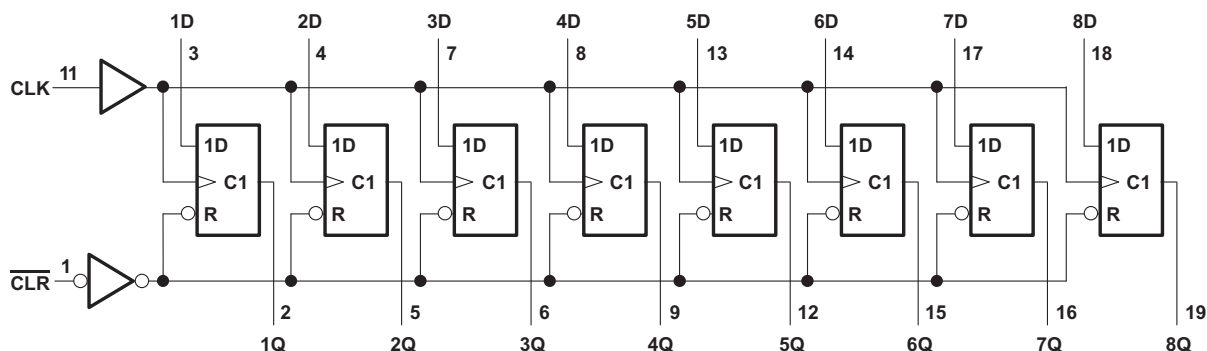 1D 2D 3D 4D 5D 6D 7D 8D
3 4 7 8 13 14 17 18
CLK 11
1D 1D 1D 1D 1D 1D 1D 1D
C1 C1 C1 C1 C1 C1 C1 C1
R R R R R R R R
CLR 1
2 5 6 9 12 15 16 19
1Q 2Q 3Q 4Q 5Q 6Q 7Q 8Q